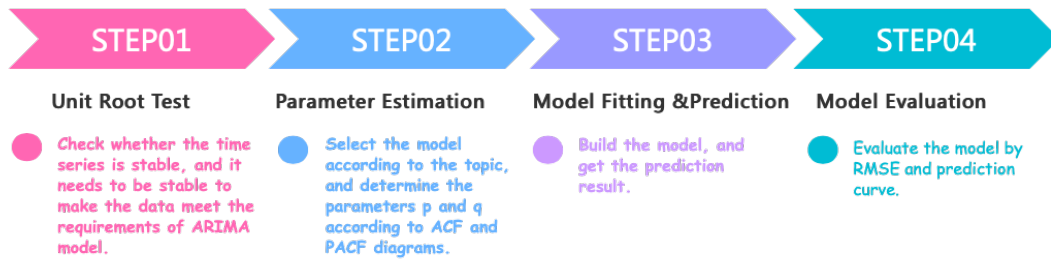 STEP01
STEP02
STEP03
STEP04
Unit Root Test
Parameter Estimation
Model Fitting &Prediction
Model Evaluation
Check whether the time
series is stable, and it
needs to be stable to
make the data meet the
requirements of ARIMA
model.
Select the model
according to the topic,
and determine the
parameters p and q
according to ACF and
PACF diagrams.
Build the model, and
get the prediction
result.
Evaluate the model by
RMSE and prediction
curve.